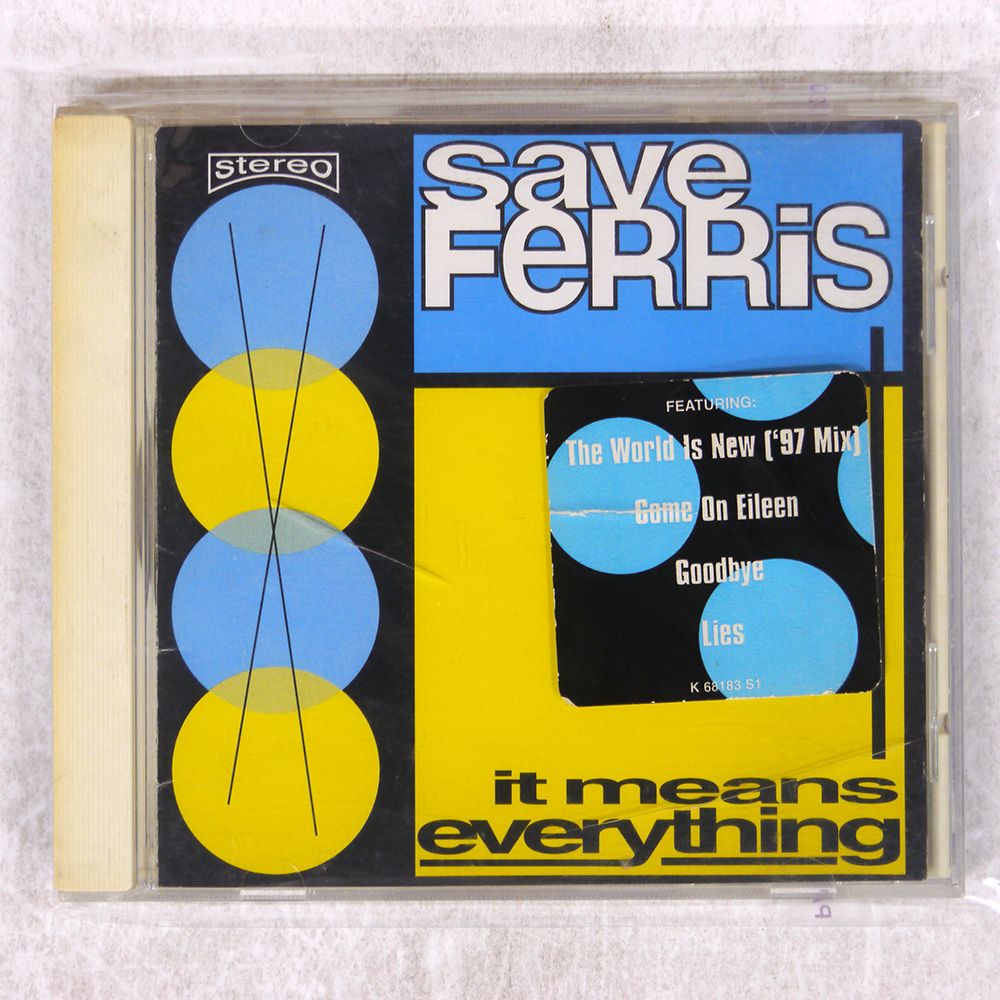 stereo
save
FeRRiS
FEATURING:
The World Is New ('97 Mix)
Come On Eileen
Goodbye
Lies
K 68183 S1
it means
everything